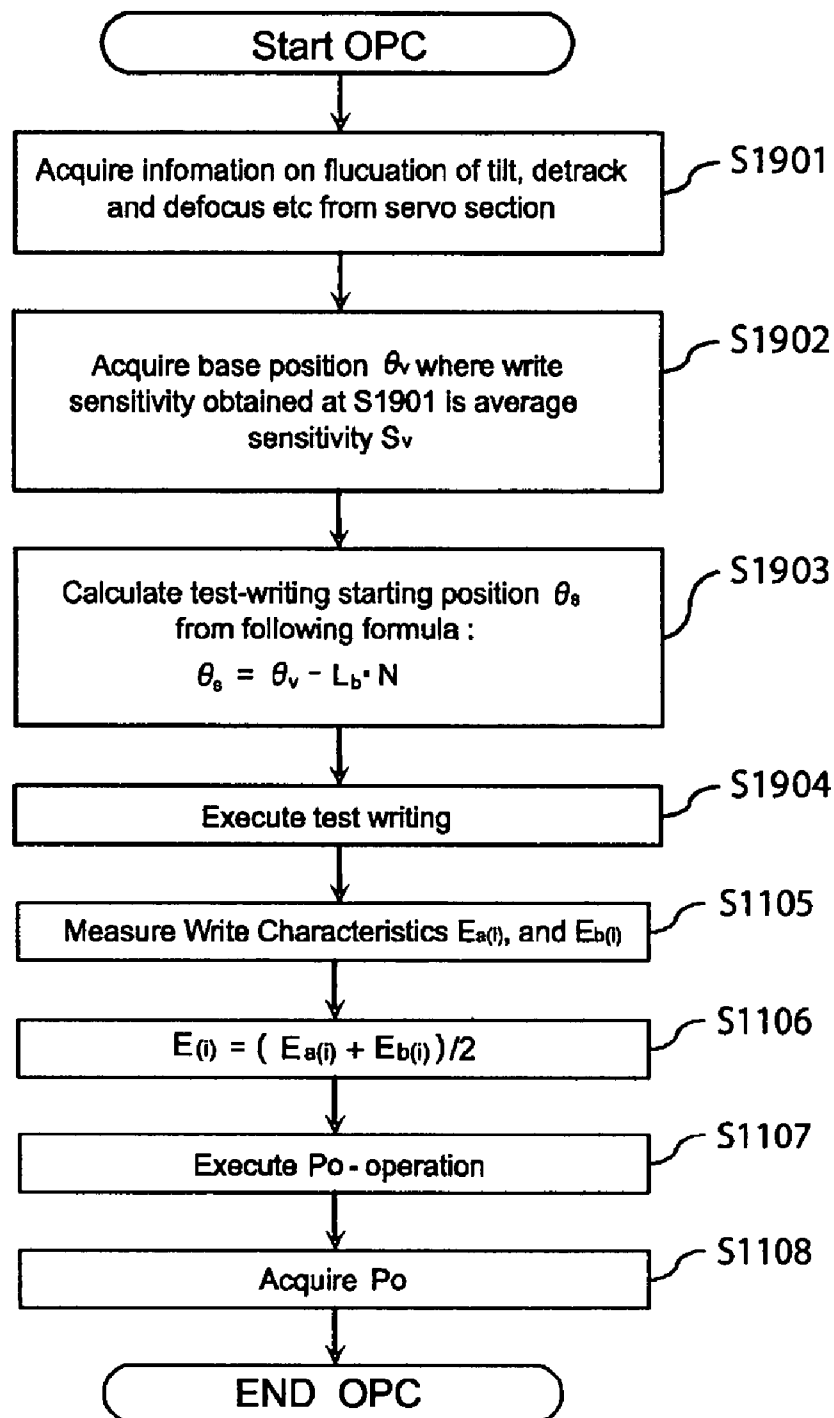 Start OPC
Acquire infomation on flucuation of tilt, detrack
and defocus etc from servo section
S1901
Acquire base position θv where write
sensitivity obtained at S1901 is average
sensitivity Sv
S1902
Calculate test-writing starting position θs
from following formula :
θs = θv - Lb · N
S1903
Execute test writing
S1904
Measure Write Characteristics Ea(i), and Eb(i)
S1105
E(i) = ( Ea(i) + Eb(i) )/2
S1106
Execute Po - operation
S1107
Acquire Po
S1108
END OPC